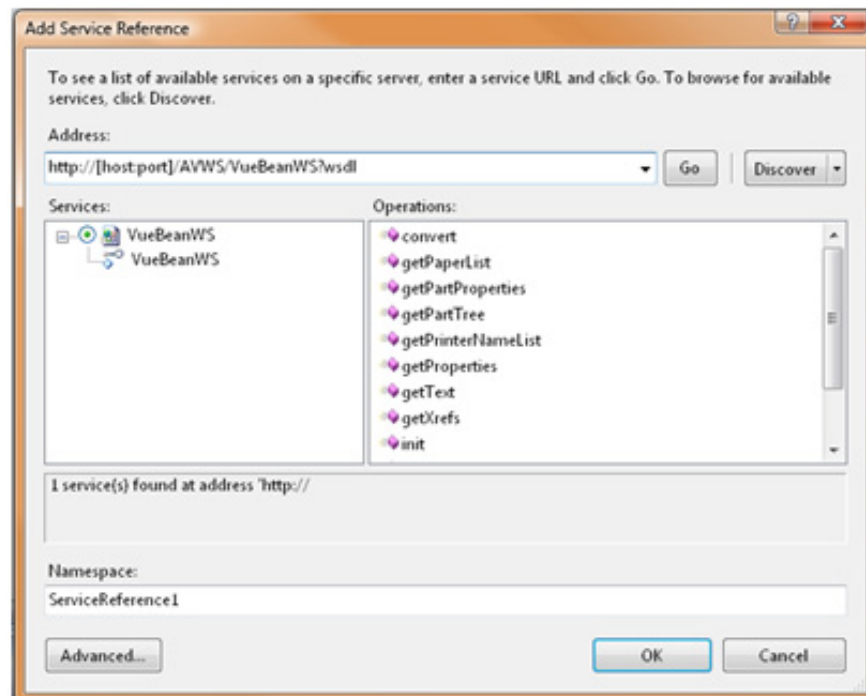 Add Service Reference
To see a list of available services on a specific server, enter a service URL and click Go. To browse for available
services, click Discover.
Address:
http://[host:port]/AVWS/VueBeanWS?wsdl
Go
Discover
Services:
VueBeanWS
VueBeanWS
Operations:
convert
getPaperList
getPartProperties
getPartTree
getPrinterNameList
getProperties
getText
getXrefs
init
1 service(s) found at address 'http://
Namespace:
ServiceReference1
Advanced...
OK
Cancel